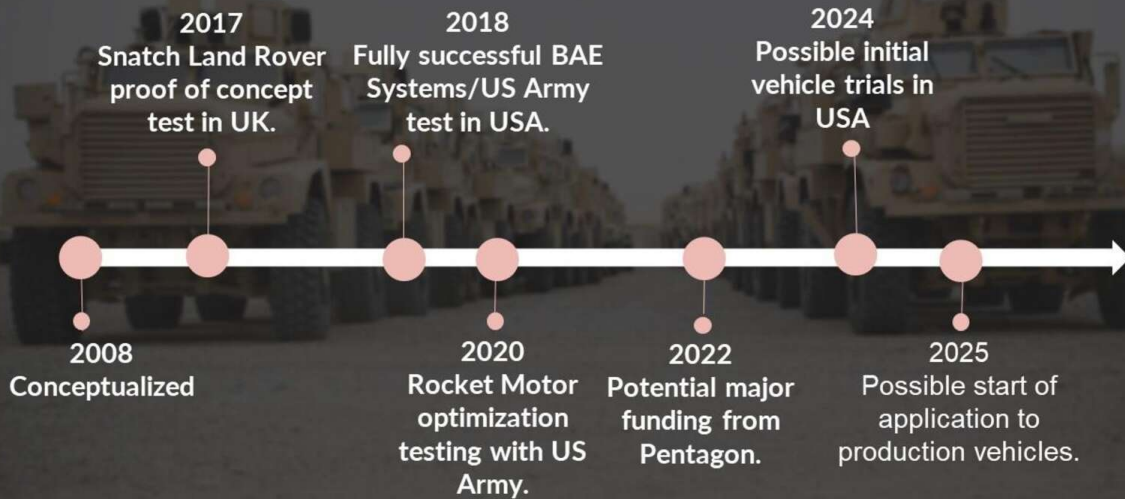 2017
Snatch Land Rover
proof of concept
test in UK.
2018
Fully successful BAE
Systems/US Army
test in USA.
2024
Possible initial
vehicle trials in
USA
2008
Conceptualized
2020
Rocket Motor
optimization
testing with US
Army.
2022
Potential major
funding from
Pentagon.
2025
Possible start of
application to
production vehicles.